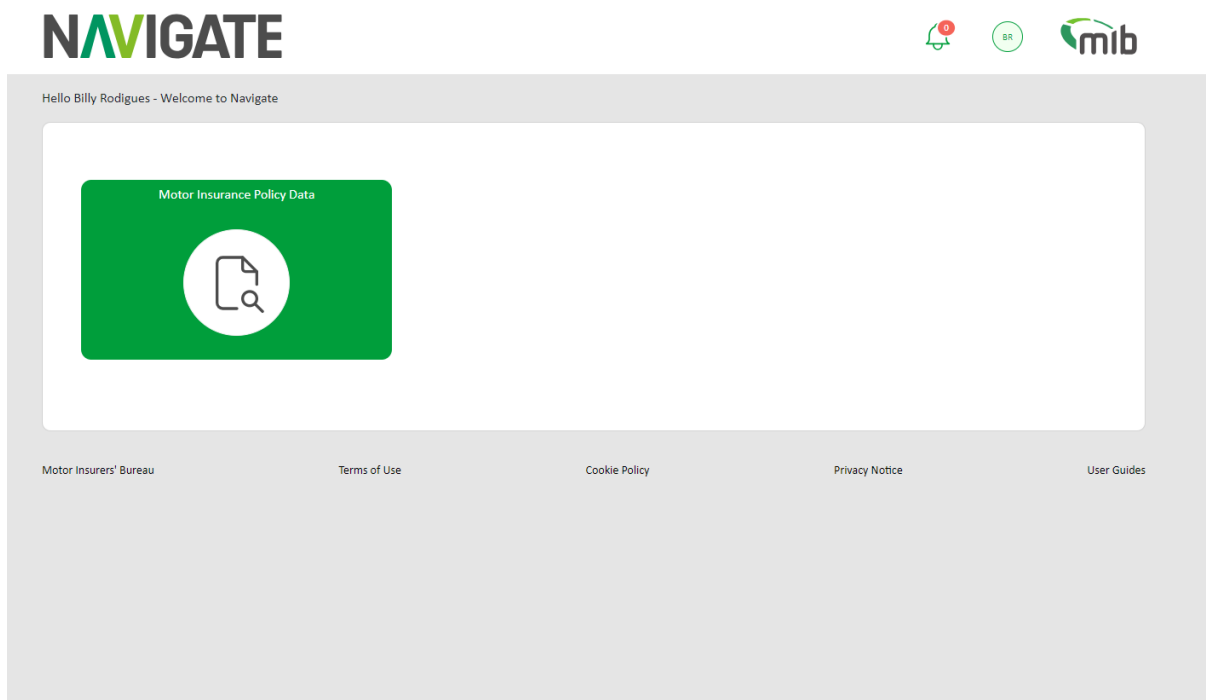 NAVIGATE
0
BR
mib
Hello Billy Rodigues - Welcome to Navigate
Motor Insurance Policy Data
Motor Insurers' Bureau
Terms of Use
Cookie Policy
Privacy Notice
User Guides